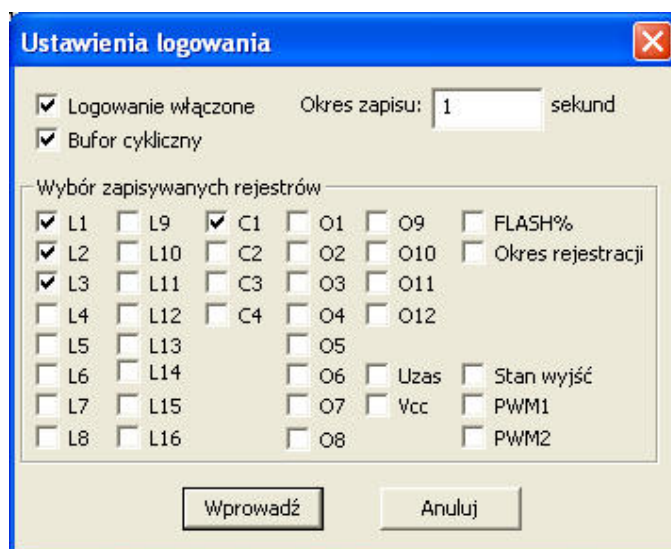 Ustawienia logowania
Logowanie włączone Okres zapisu: 1 sekund
Bufor cykliczny
Wybór zapisywanych rejestrów
L1 L9 C1 O1 O9 FLASH%
L2 L10 C2 O2 O10 Okres rejestracji
L3 L11 C3 O3 O11
L4 L12 C4 O4 O12
L5 L13 O5
L6 L14 O6 Uzas Stan wyjść
L7 L15 O7 Vcc PWM1
L8 L16 O8 PWM2
Wprowadź Anuluj